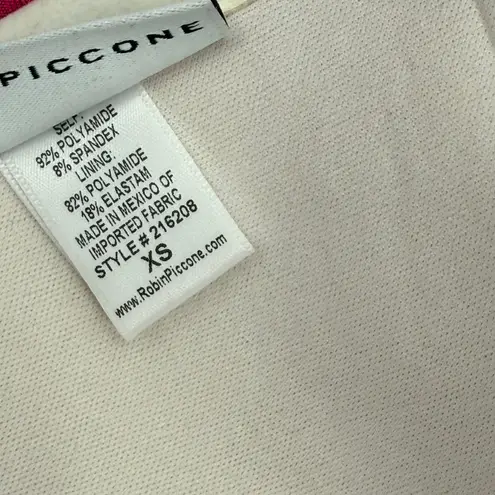 PICCONE
SELF:
92% POLYAMIDE
8% SPANDEX
LINING:
82% POLYAMIDE
18% ELASTAM
MADE IN MEXICO OF
IMPORTED FABRIC
STYLE # 216208
XS
www.RobinPiccone.com